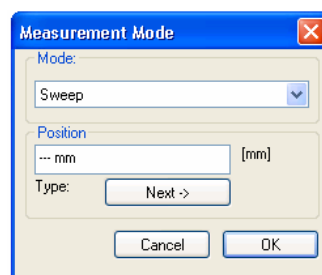 Measurement Mode
Mode:
Sweep
Position
--- mm [mm]
Type: Next ->
Cancel OK